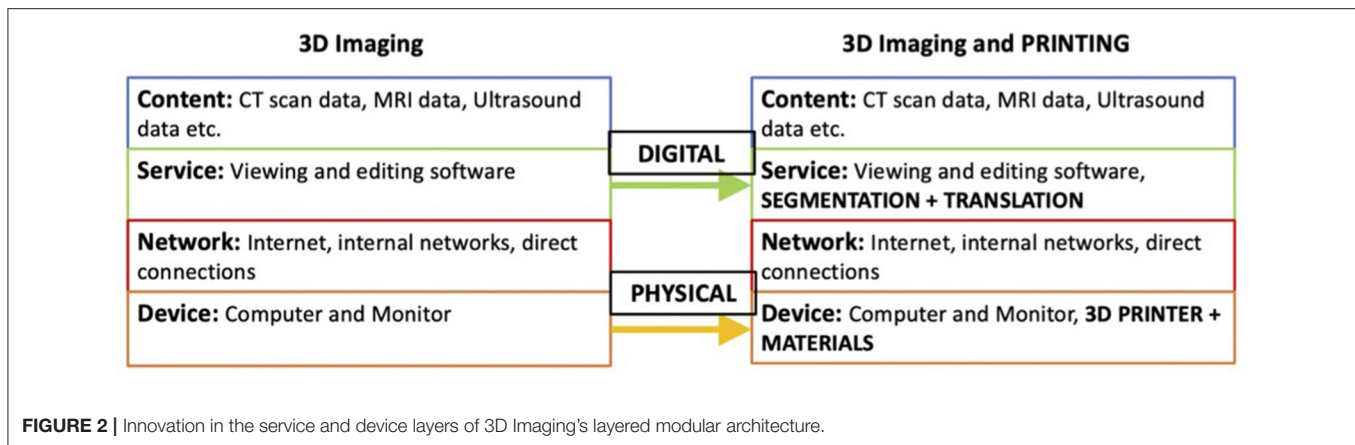 3D Imaging
Content: CT scan data, MRI data, Ultrasound
data etc.
Service: Viewing and editing software
Network: Internet, internal networks, direct
connections
Device: Computer and Monitor
DIGITAL
PHYSICAL
3D Imaging and PRINTING
Content: CT scan data, MRI data, Ultrasound
data etc.
Service: Viewing and editing software,
SEGMENTATION + TRANSLATION
Network: Internet, internal networks, direct
connections
Device: Computer and Monitor, 3D PRINTER +
MATERIALS
FIGURE 2 | Innovation in the service and device layers of 3D Imaging’s layered modular architecture.